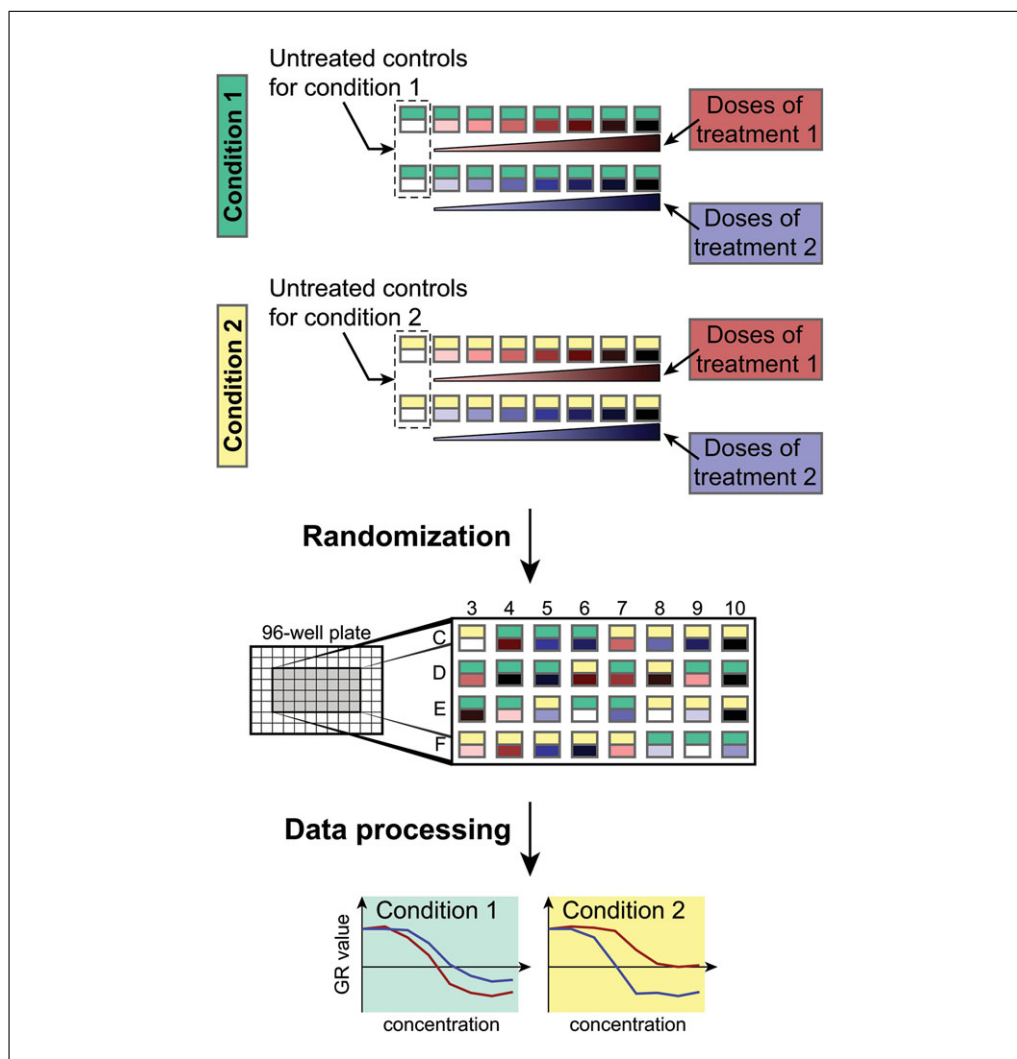 Condition 1
Untreated controls
for condition 1
Doses of
treatment 1
Doses of
treatment 2
Condition 2
Untreated controls
for condition 2
Doses of
treatment 1
Doses of
treatment 2
Randomization
96-well plate
3 4 5 6 7 8 9 10
C
D
E
F
Data processing
GR value
Condition 1
concentration
Condition 2
concentration